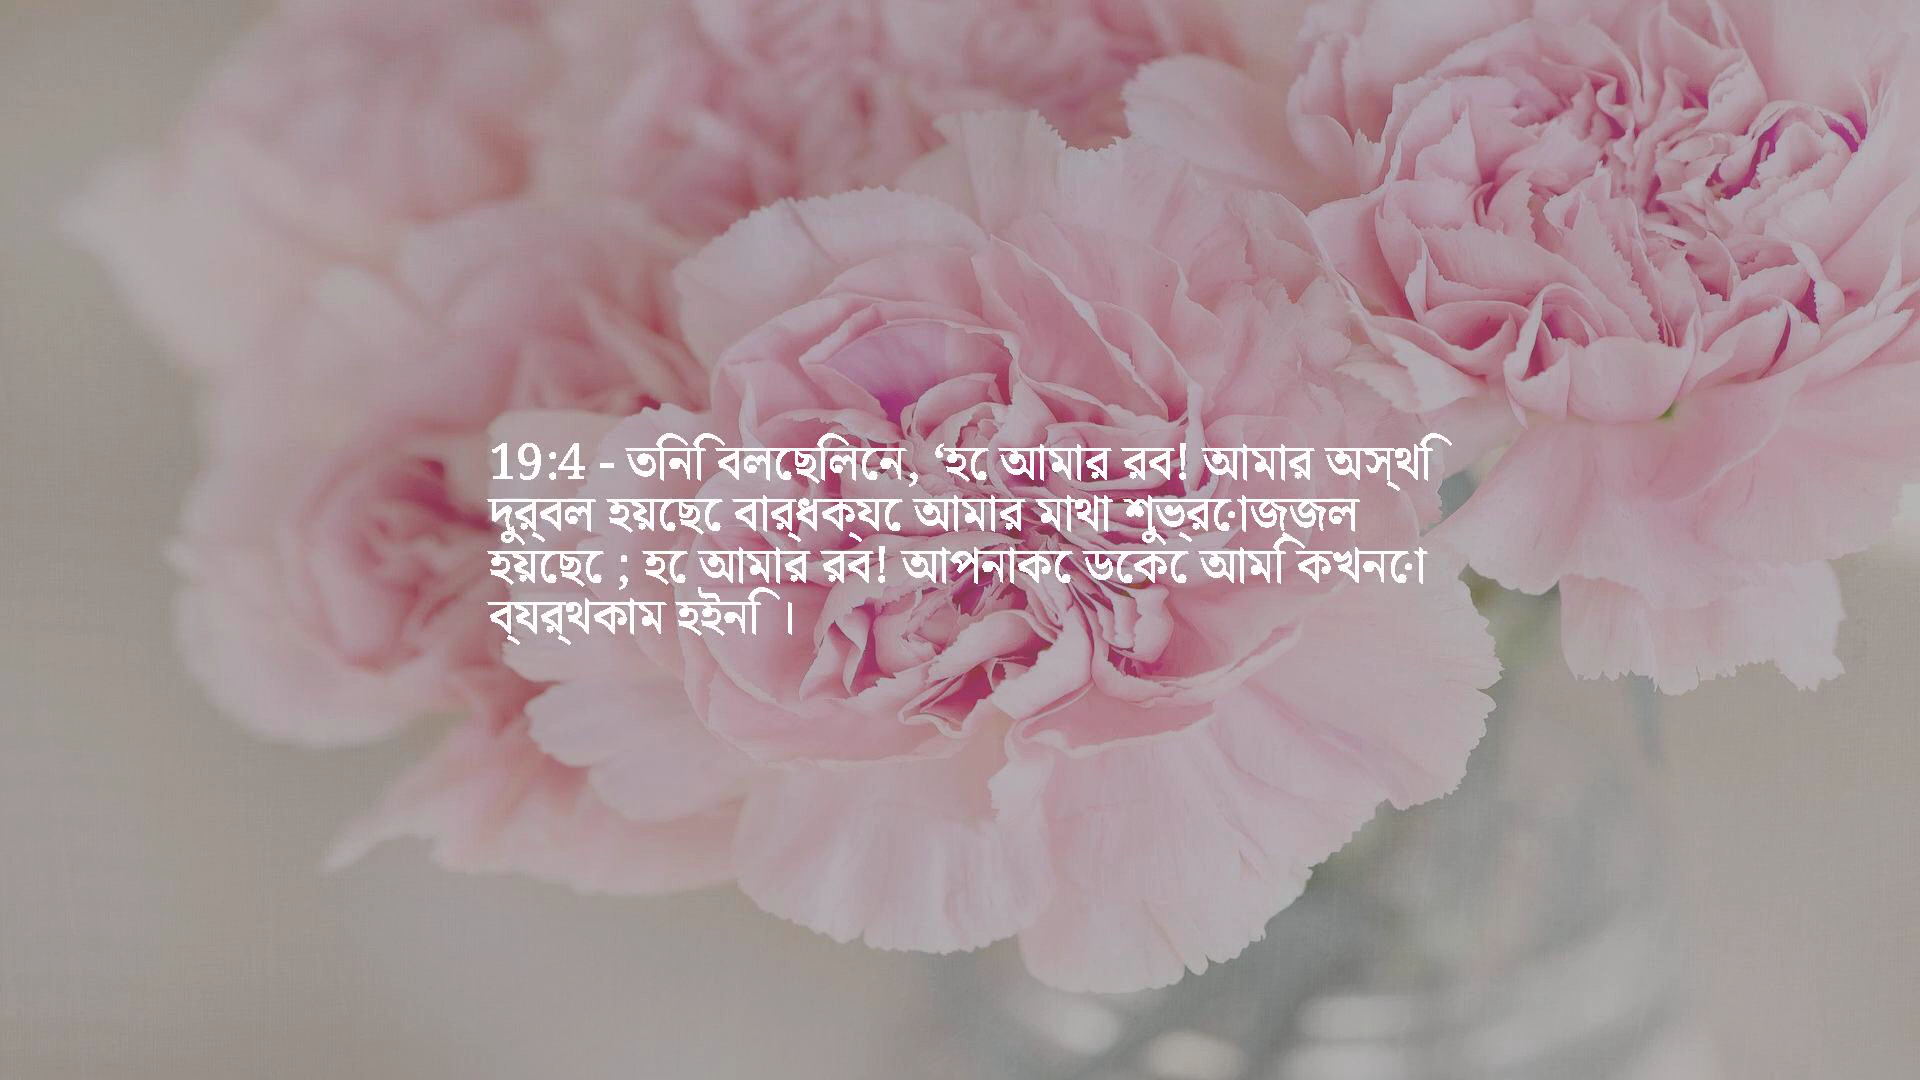 19:4 - তিনি বলেছিলেন, ‘হে আমার রব! আমার অস্থি
দুর্বল হয়েছে বার্ধক্যে আমার মাথা শুভ্রোজ্জল
হয়েছে ; হে আমার রব! আপনাকে ডেকে আমি কখনো
ব্যর্থকাম হইনি ।